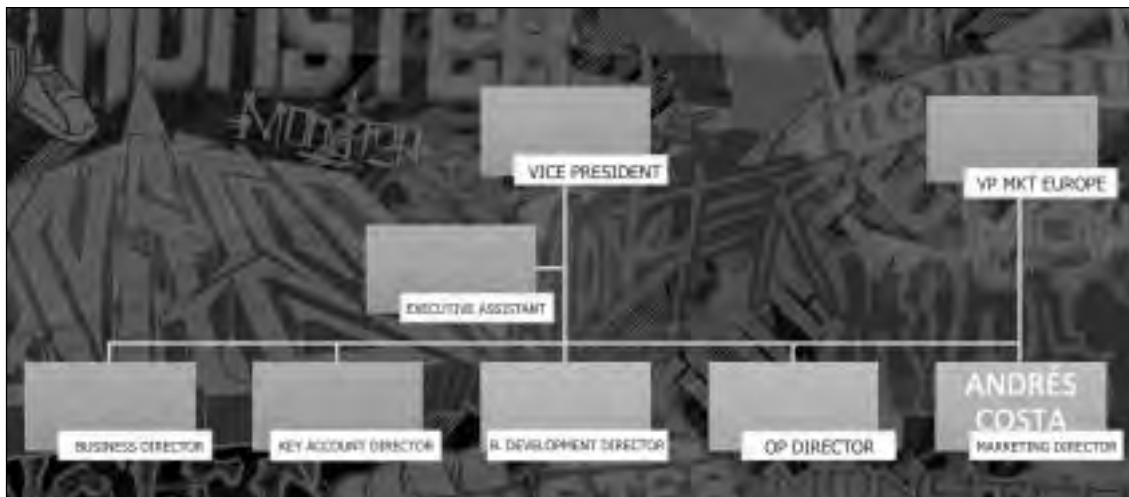 MONSTER
VICE PRESIDENT
VP MKT EUROPE
EXECUTIVE ASSISTANT
BUSINESS DIRECTOR
KEY ACCOUNT DIRECTOR
B. DEVELOPMENT DIRECTOR
OP DIRECTOR
ANDRÉS
COSTA
MARKETING DIRECTOR